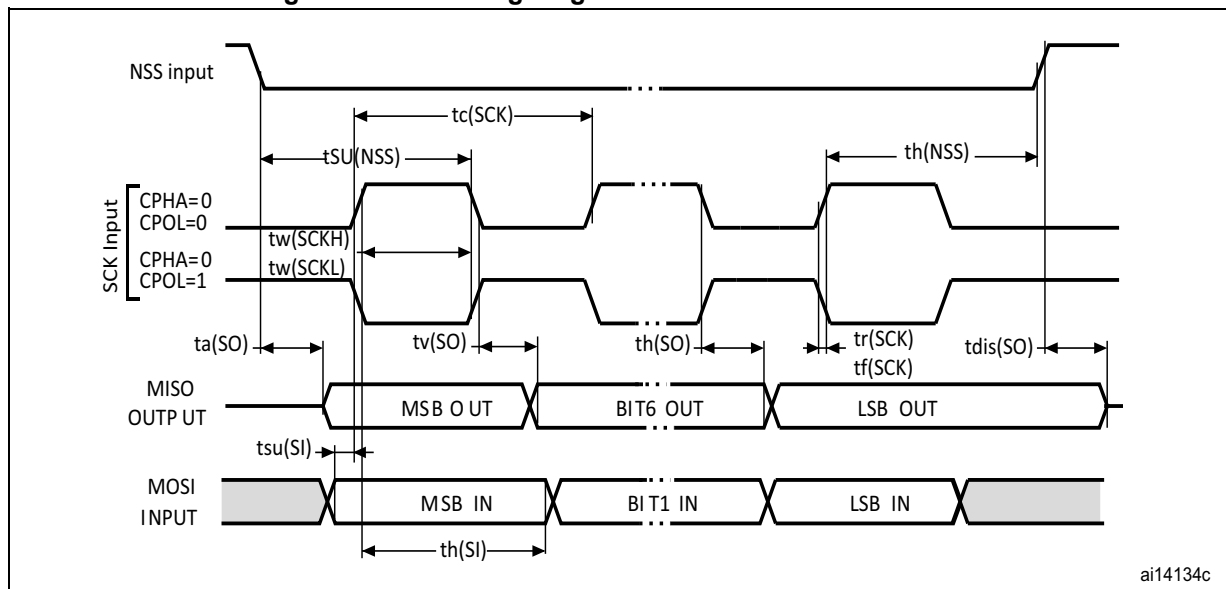 NSS input
tc(SCK)
tSU(NSS)
th(NSS)
SCK Input
CPHA=0
CPOL=0
tw(SCKH)
CPHA=0
tw(SCKL)
CPOL=1
ta(SO)
tv(SO)
th(SO)
tr(SCK)
tf(SCK)
tdis(SO)
MISO
OUTP UT
MSB O UT
BIT6 OUT
LSB OUT
tsu(SI)
MOSI
INPUT
MSB IN
BIT1 IN
LSB IN
th(SI)
ai14134c